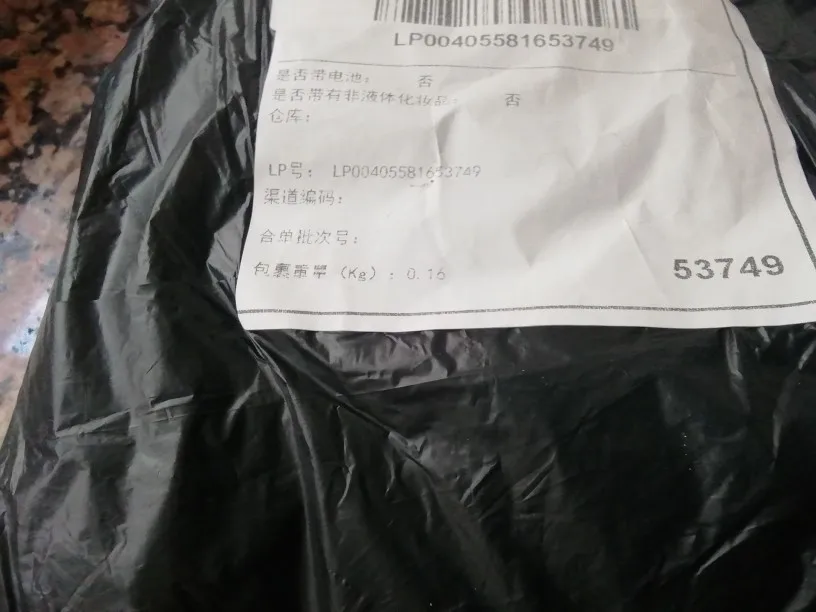 LP00405581653749
是否带电池： 否
是否带有非液体化妆品： 否
仓库：
LP号： LP00405581653749
渠道编码：
合单批次号：
包裹重量（Kg）：0.16
53749